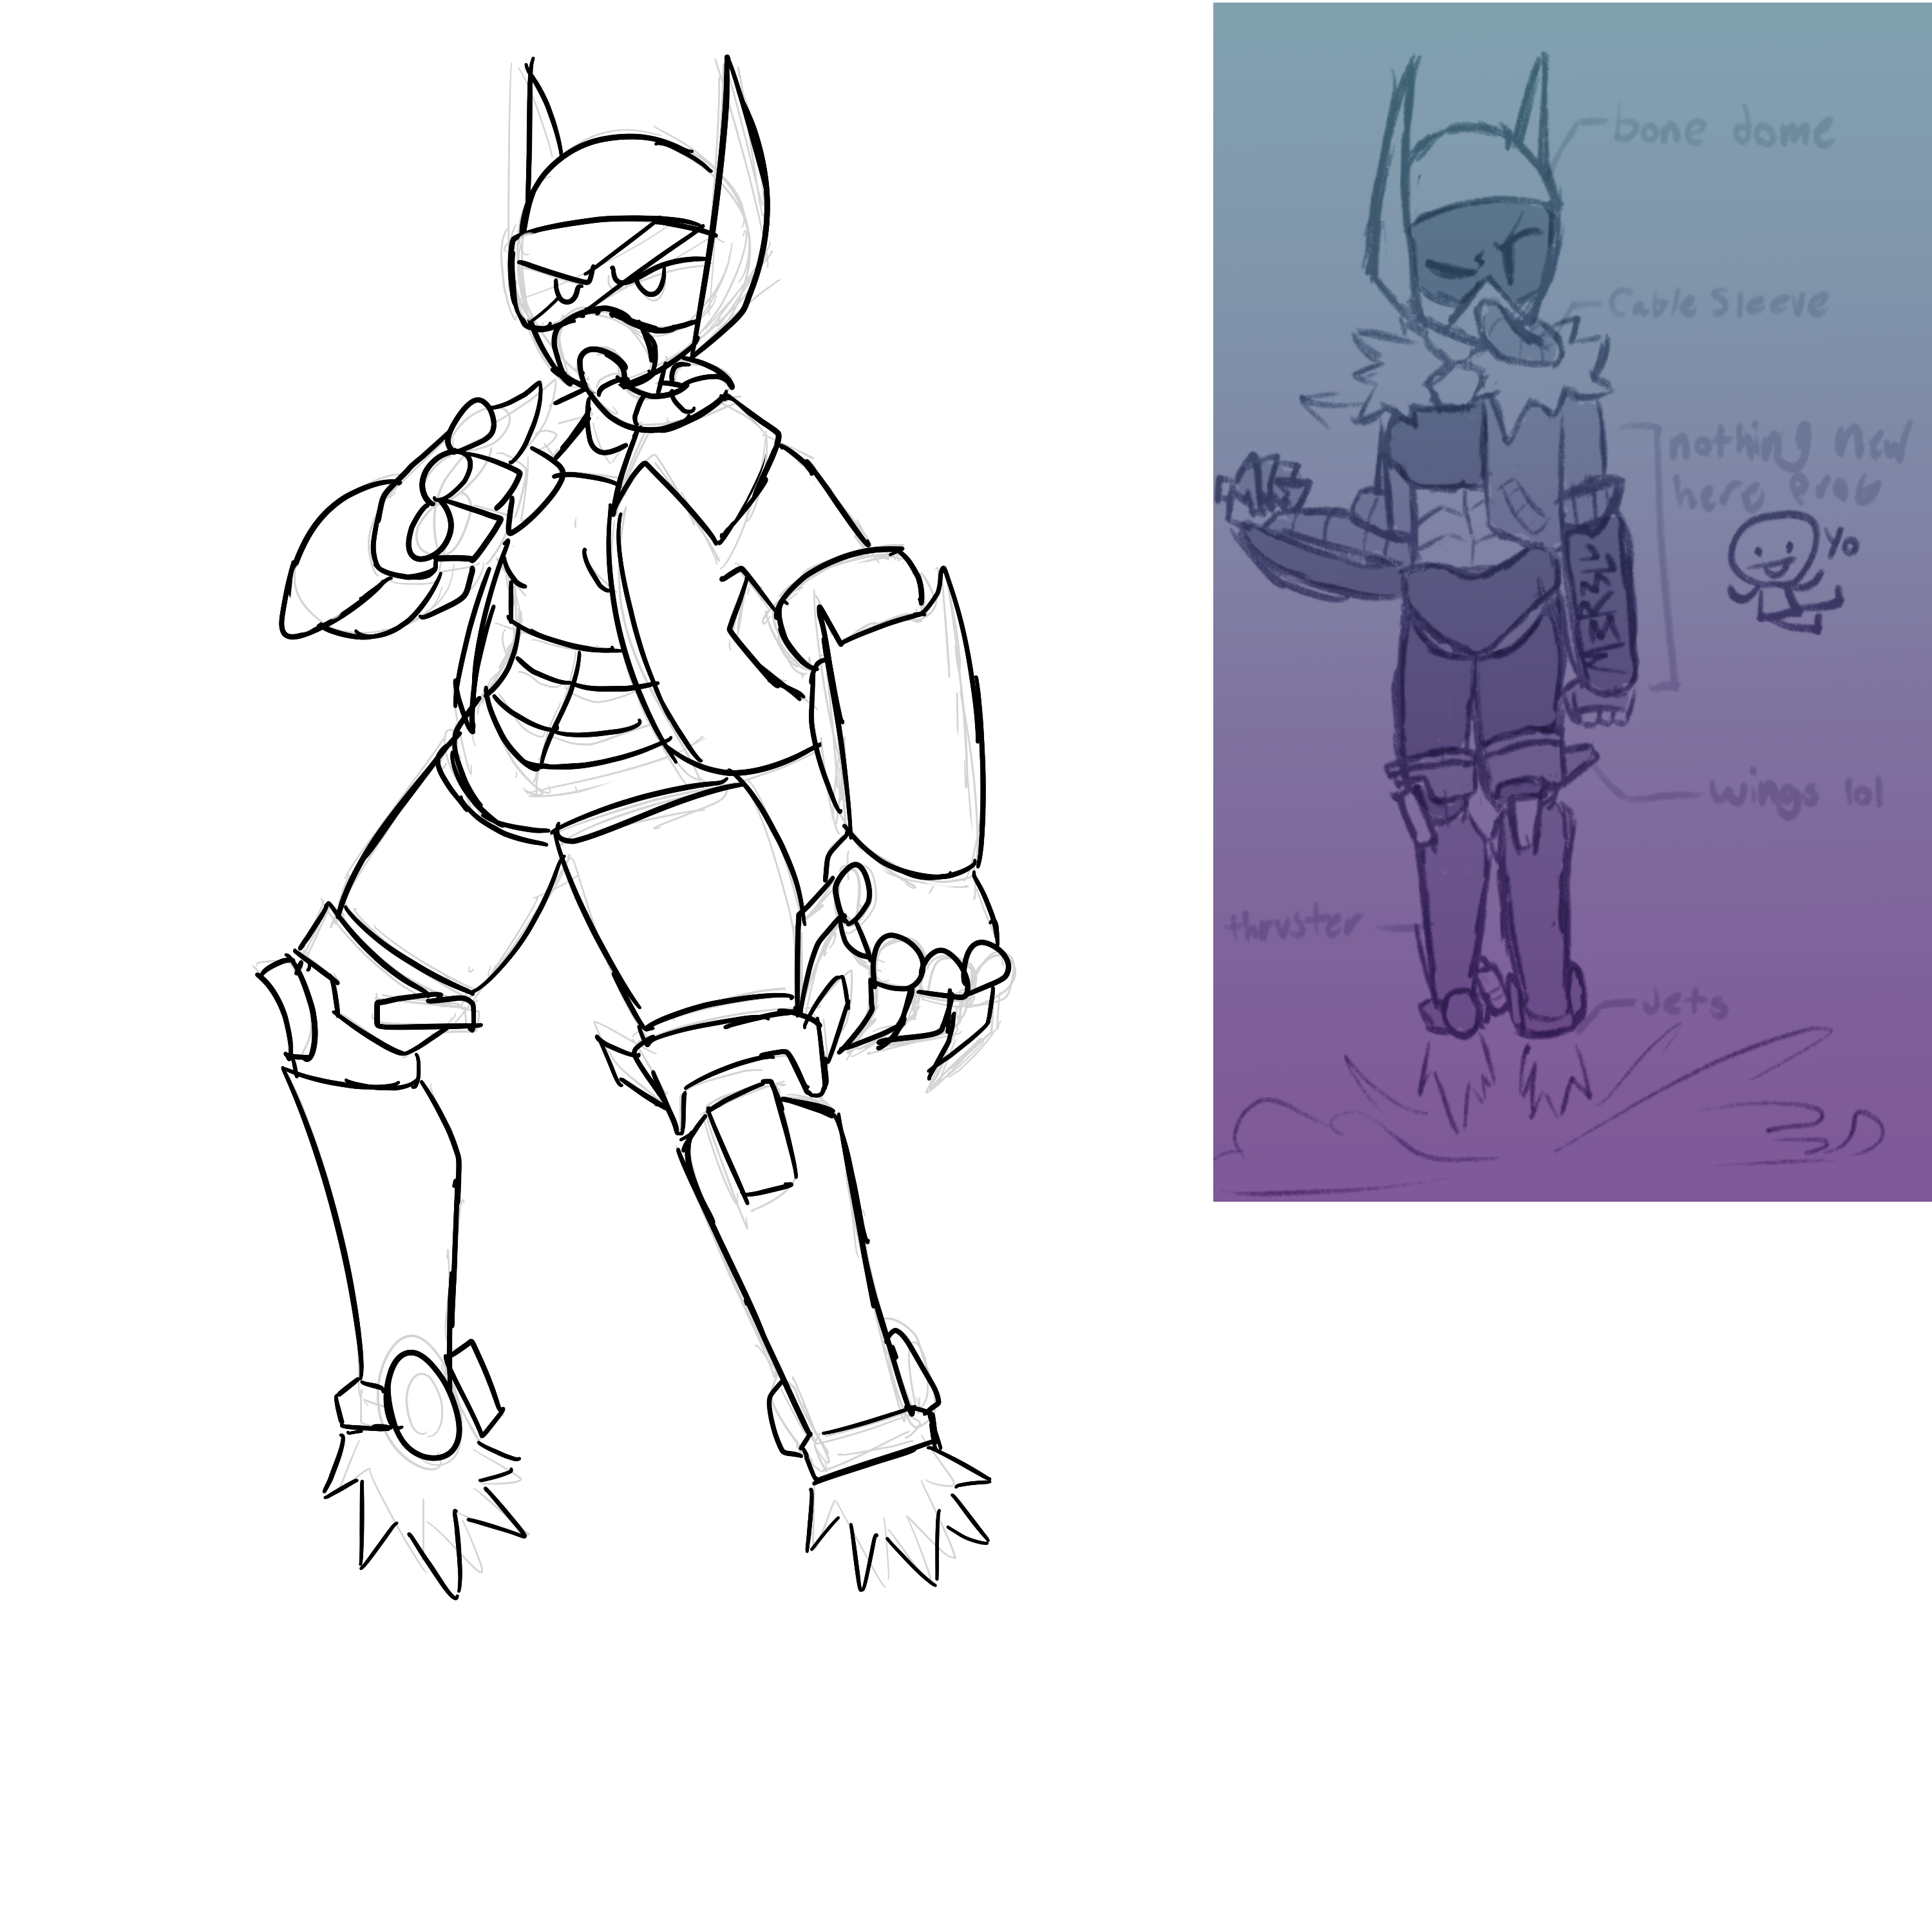 bone dome
Cable Sleeve
nothing new
here prob
Yo
wings lol
thruster
Jets